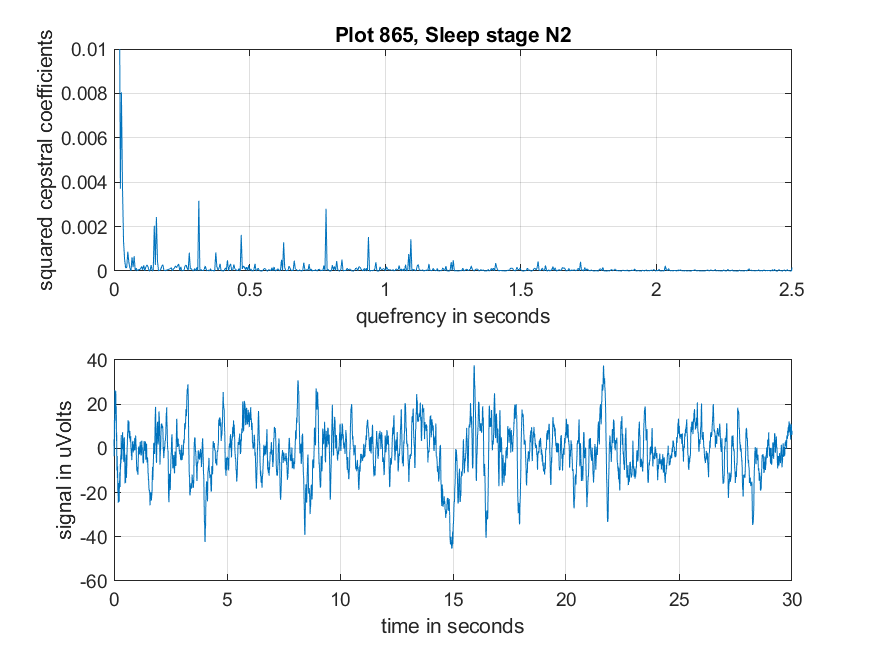 Plot 865, Sleep stage N2
squared cepstral coefficients
0.01
0.008
0.006
0.004
0.002
0
0 0.5 1 1.5 2 2.5
quefrency in seconds
signal in uVolts
40
20
0
-20
-40
-60
0 5 10 15 20 25 30
time in seconds